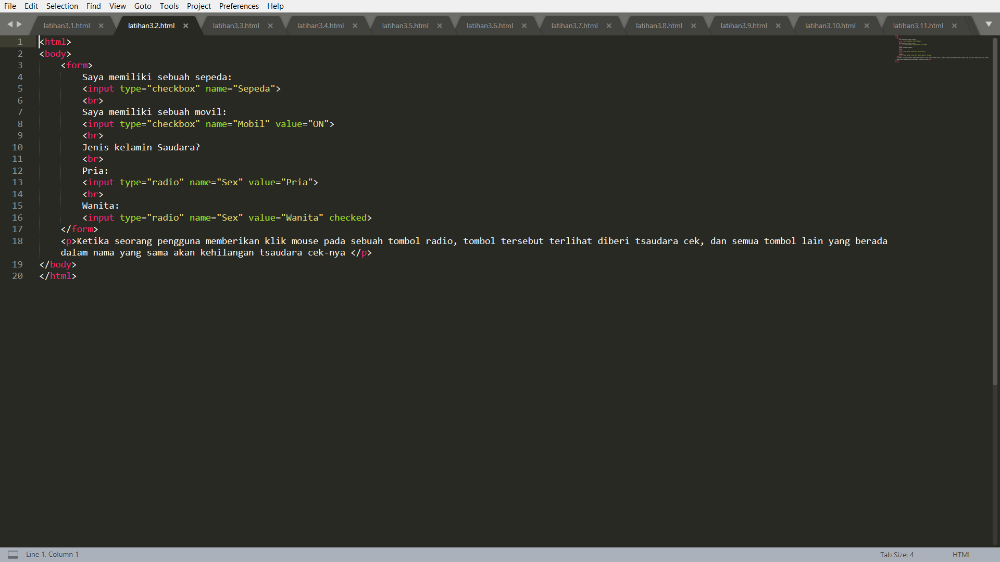 File Edit Selection Find View Goto Tools Project Preferences Help
latihan3.1.html latihan3.2.html latihan3.3.html latihan3.4.html latihan3.5.html latihan3.6.html latihan3.7.html latihan3.8.html latihan3.9.html latihan3.10.html latihan3.11.html
1 <html>
2 <body>
3 <form>
4 Saya memiliki sebuah sepeda:
5 <input type="checkbox" name="Sepeda">
6 <br>
7 Saya memiliki sebuah movil:
8 <input type="checkbox" name="Mobil" value="ON">
9 <br>
10 Jenis kelamin Saudara?
11 <br>
12 Pria:
13 <input type="radio" name="Sex" value="Pria">
14 <br>
15 Wanita:
16 <input type="radio" name="Sex" value="Wanita" checked>
17 </form>
18 <p>Ketika seorang pengguna memberikan klik mouse pada sebuah tombol radio, tombol tersebut terlihat diberi tsaudara cek, dan semua tombol lain yang berada
dalam nama yang sama akan kehilangan tsaudara cek-nya </p>
19 </body>
20 </html>
Line 1, Column 1 Tab Size: 4 HTML